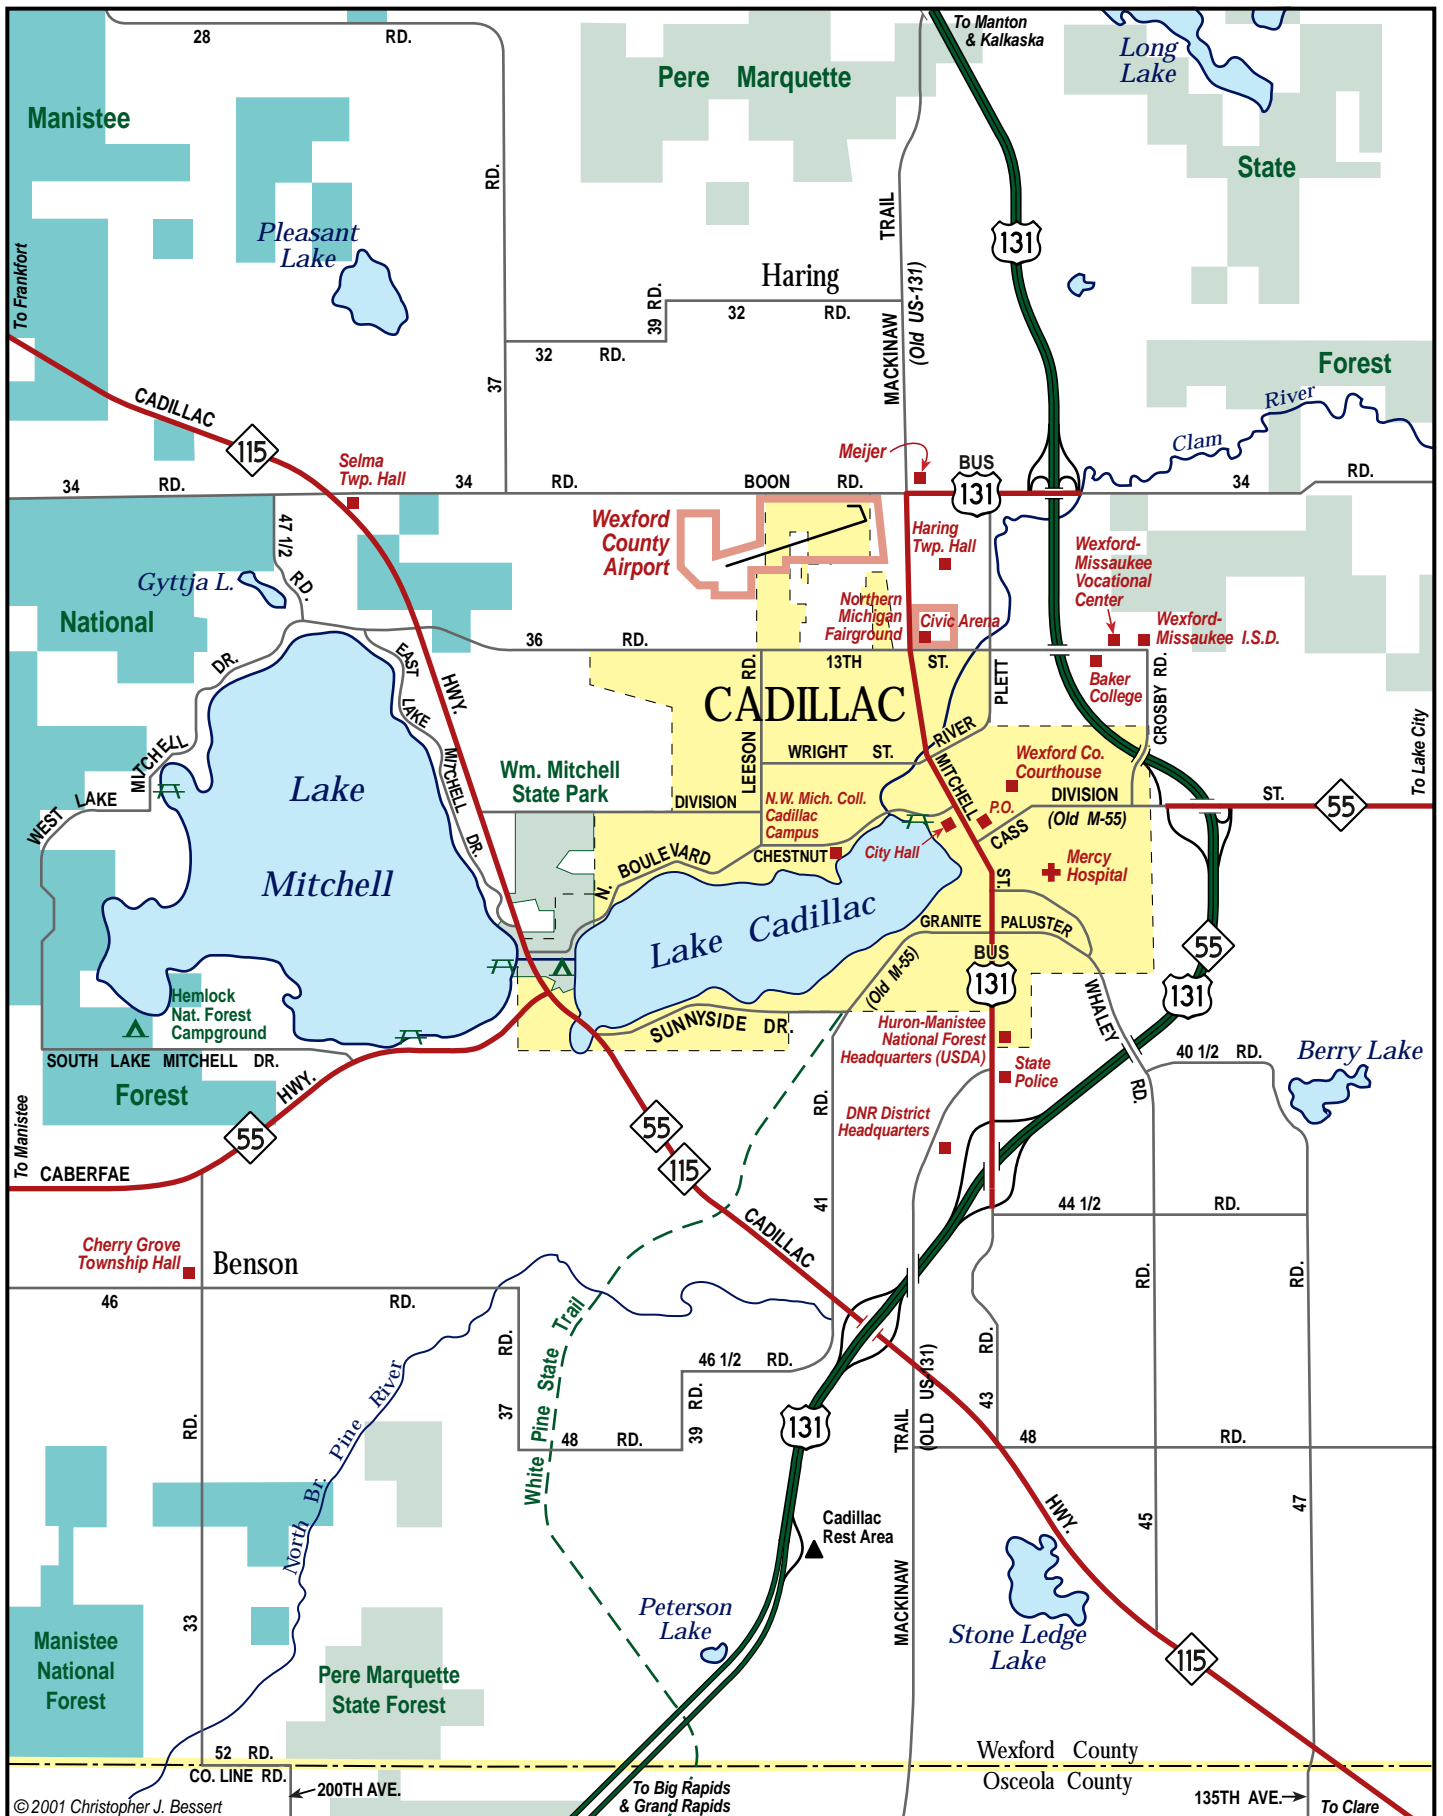 28 RD.
To Manton
& Kalkaska
Long
Lake
Pere Marquette
Manistee
State
RD.
TRAIL
Pleasant
Lake
131
To Frankfort
Haring
39 RD.
32 RD.
(Old US-131)
MACKINAW
32 RD.
37
Forest
River
Clam
CADILLAC
115
Selma
Twp. Hall
Meijer
BUS
131
34 RD.
34 RD.
BOON RD.
34 RD.
47 1/2
RD.
Wexford
County
Airport
Haring
Twp. Hall
Wexford-
Missaukee
Vocational
Center
Gyttja L.
National
Northern
Michigan
Fairground
Civic Arena
Wexford-
Missaukee I.S.D.
36 RD.
13TH ST.
Baker
College
DR.
EAST
LAKE
MITCHELL
DR.
HWY.
LEESON RD.
CADILLAC
PLETT
CROSBY RD.
WEST LAKE MITCHELL
Lake
Mitchell
WRIGHT ST.
RIVER
MITCHELL
ST.
Wexford Co.
Courthouse
To Lake City
Wm. Mitchell
State Park
DIVISION
N.W. Mich. Coll.
Cadillac
Campus
P.O.
DIVISION ST.
(Old M-55)
55
CASS
City Hall
CHESTNUT
N. BOULEVARD
Mercy
Hospital
Lake Cadillac
GRANITE
PALUSTER
(Old M-55)
BUS
131
55
131
WHALEY
RD.
Hemlock
Nat. Forest
Campground
SUNNYSIDE DR.
Huron-Manistee
National Forest
Headquarters (USDA)
State
Police
SOUTH LAKE MITCHELL DR.
Forest
HWY.
40 1/2 RD.
Berry Lake
To Manistee
55
55
115
RD.
DNR District
Headquarters
CABERFAE
41
44 1/2 RD.
CADILLAC
Cherry Grove
Township Hall
Benson
46 RD.
RD.
RD.
White Pine State Trail
RD.
46 1/2 RD.
RD.
(OLD US-131)
North Br. Pine River
RD.
37
39 RD.
43
131
48 RD.
TRAIL
48 RD.
HWY.
45
47
Cadillac
Rest Area
33
Peterson
Lake
MACKINAW
Stone Ledge
Lake
Manistee
National
Forest
Pere Marquette
State Forest
115
52 RD.
Wexford County
CO. LINE RD.
Osceola County
200TH AVE.
To Big Rapids
& Grand Rapids
135TH AVE.
To Clare
©2001 Christopher J. Bessert